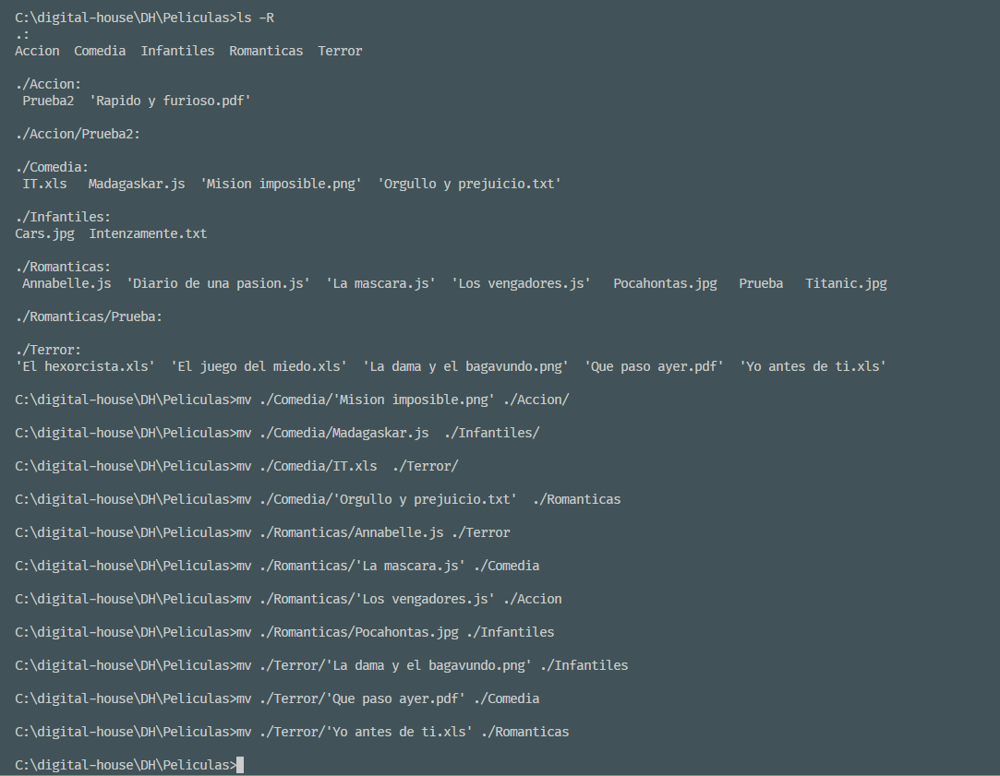 C:\digital-house\DH\Peliculas>ls -R
.:
Accion  Comedia  Infantiles  Romanticas  Terror
./Accion:
 Prueba2  'Rapido y furioso.pdf'
./Accion/Prueba2:
./Comedia:
 IT.xls   Madagaskar.js  'Mision imposible.png'  'Orgullo y prejuicio.txt'
./Infantiles:
Cars.jpg  Intenzamente.txt
./Romanticas:
 Annabelle.js  'Diario de una pasion.js'  'La mascara.js'  'Los vengadores.js'   Pocahontas.jpg   Prueba   Titanic.jpg
./Romanticas/Prueba:
./Terror:
'El hexorcista.xls'  'El juego del miedo.xls'  'La dama y el bagavundo.png'  'Que paso ayer.pdf'  'Yo antes de ti.xls'
C:\digital-house\DH\Peliculas>mv ./Comedia/'Mision imposible.png' ./Accion/
C:\digital-house\DH\Peliculas>mv ./Comedia/Madagaskar.js  ./Infantiles/
C:\digital-house\DH\Peliculas>mv ./Comedia/IT.xls  ./Terror/
C:\digital-house\DH\Peliculas>mv ./Comedia/'Orgullo y prejuicio.txt'  ./Romanticas
C:\digital-house\DH\Peliculas>mv ./Romanticas/Annabelle.js ./Terror
C:\digital-house\DH\Peliculas>mv ./Romanticas/'La mascara.js' ./Comedia
C:\digital-house\DH\Peliculas>mv ./Romanticas/'Los vengadores.js' ./Accion
C:\digital-house\DH\Peliculas>mv ./Romanticas/Pocahontas.jpg ./Infantiles
C:\digital-house\DH\Peliculas>mv ./Terror/'La dama y el bagavundo.png' ./Infantiles
C:\digital-house\DH\Peliculas>mv ./Terror/'Que paso ayer.pdf' ./Comedia
C:\digital-house\DH\Peliculas>mv ./Terror/'Yo antes de ti.xls' ./Romanticas
C:\digital-house\DH\Peliculas>